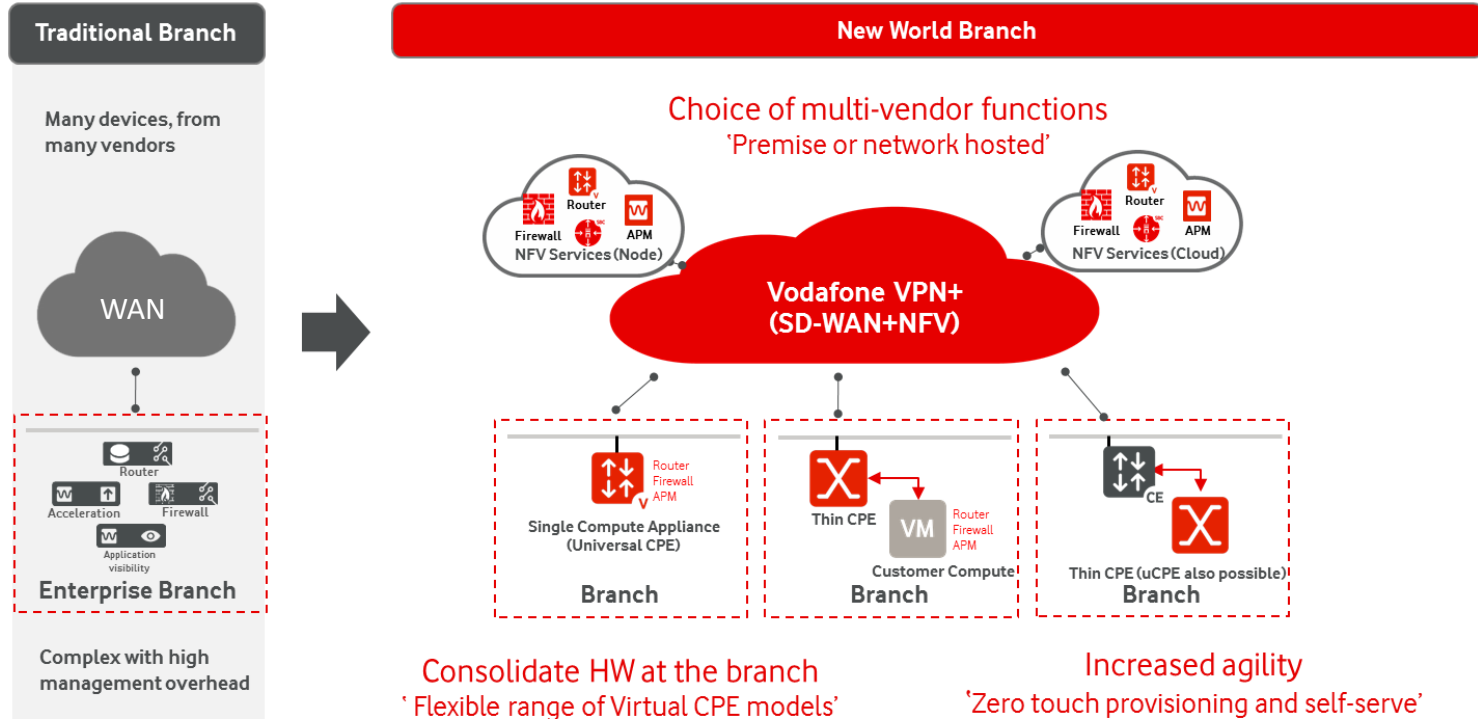 Traditional Branch
New World Branch
Many devices, from
many vendors
WAN
Router
Acceleration
Firewall
Application
visibility
Enterprise Branch
Complex with high
management overhead
Choice of multi-vendor functions
‘Premise or network hosted’
V
Router
Firewall
SBC
APM
NFV Services (Node)
V
Router
Firewall
SBC
APM
NFV Services (Cloud)
Vodafone VPN+
(SD-WAN+NFV)
V
Router
Firewall
APM
Single Compute Appliance
(Universal CPE)
Branch
Thin CPE
VM
Router
Firewall
APM
Customer Compute
Branch
CE
Thin CPE (uCPE also possible)
Branch
Consolidate HW at the branch
‘ Flexible range of Virtual CPE models’
Increased agility
‘Zero touch provisioning and self-serve’